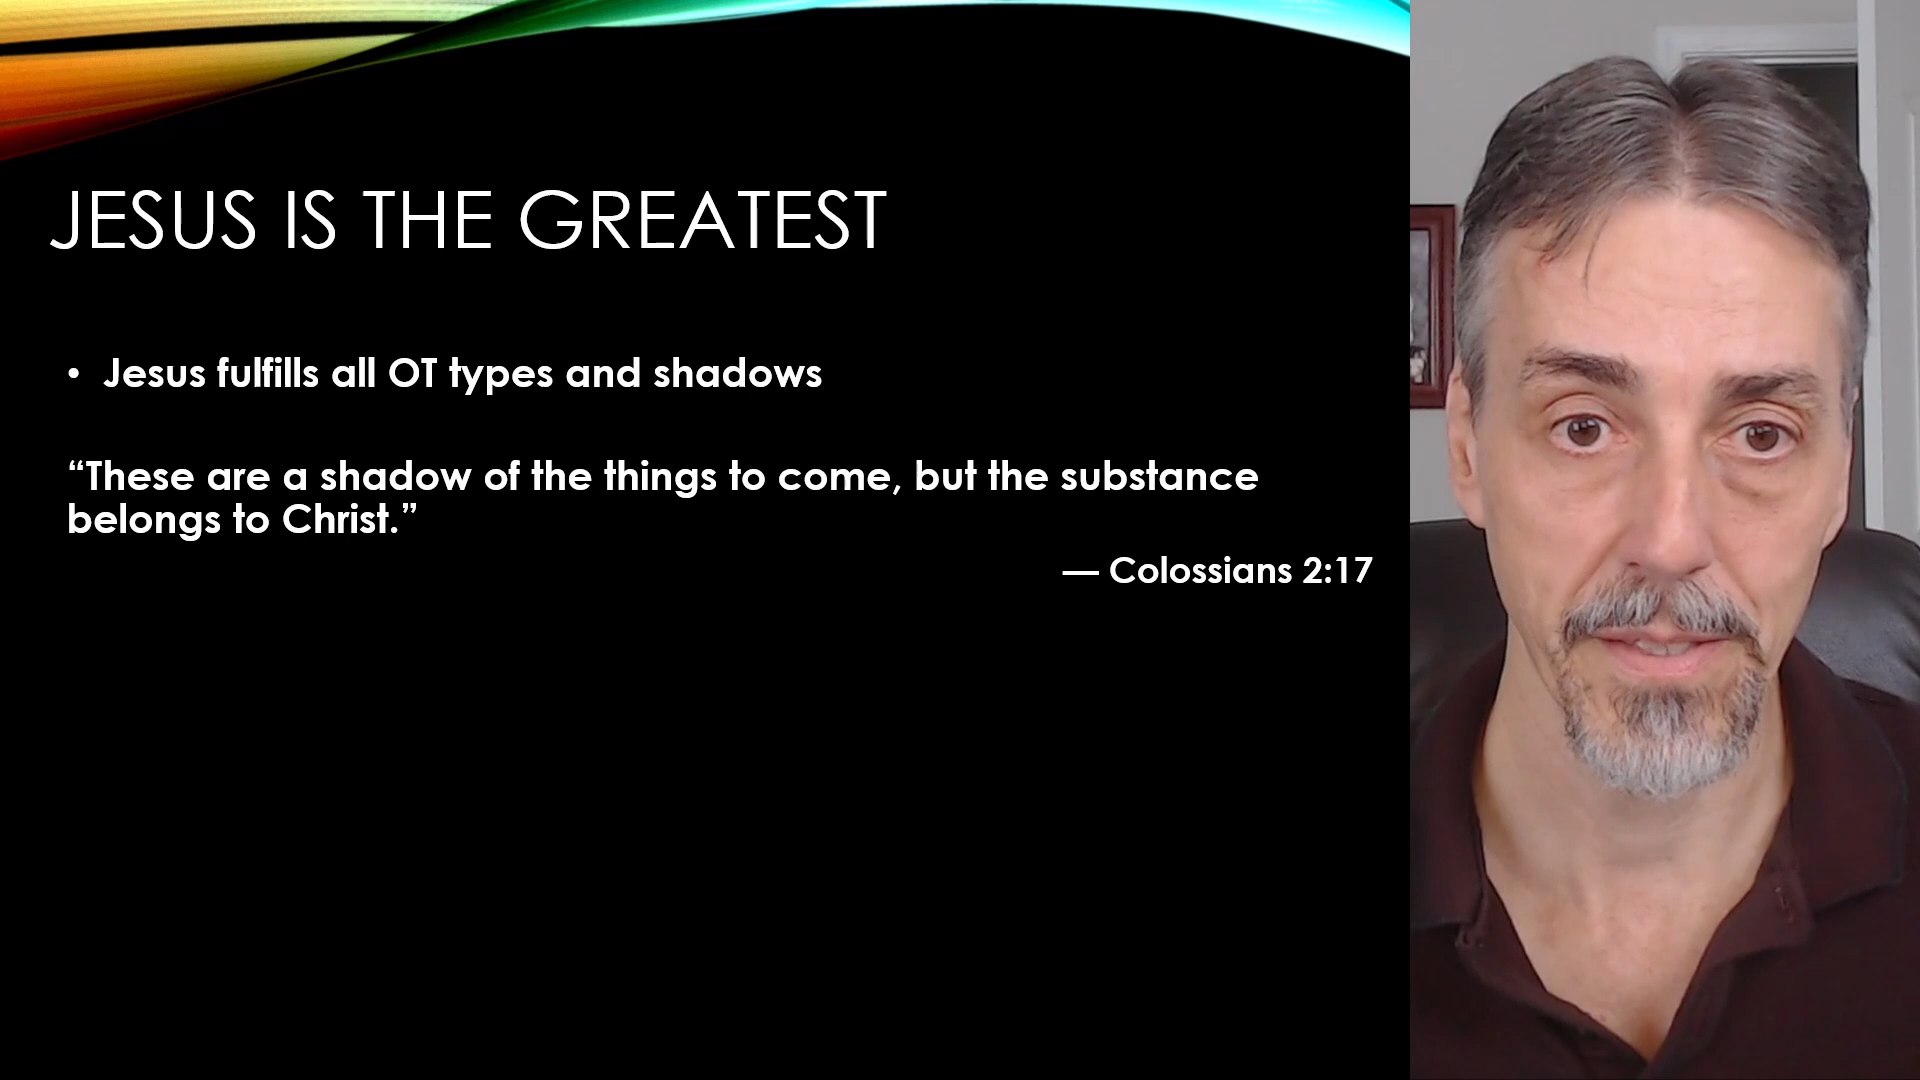 JESUS IS THE GREATEST
• Jesus fulfills all OT types and shadows
“These are a shadow of the things to come, but the substance
belongs to Christ.”
— Colossians 2:17